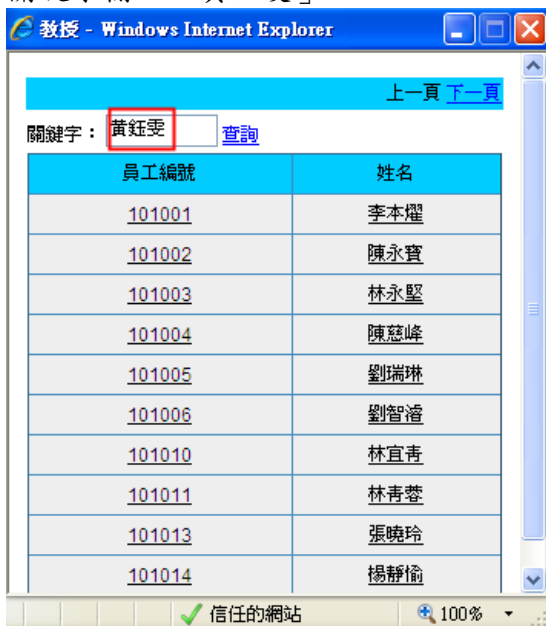 教授 - Windows Internet Explorer
上一頁 下一頁
關鍵字： 黃鈺雯 查詢
員工編號 姓名
101001 李本燿
101002 陳永寶
101003 林永堅
101004 陳慈峰
101005 劉瑞琳
101006 劉智濬
101010 林宜青
101011 林青蓉
101013 張曉玲
101014 楊靜愉
信任的網站 100%